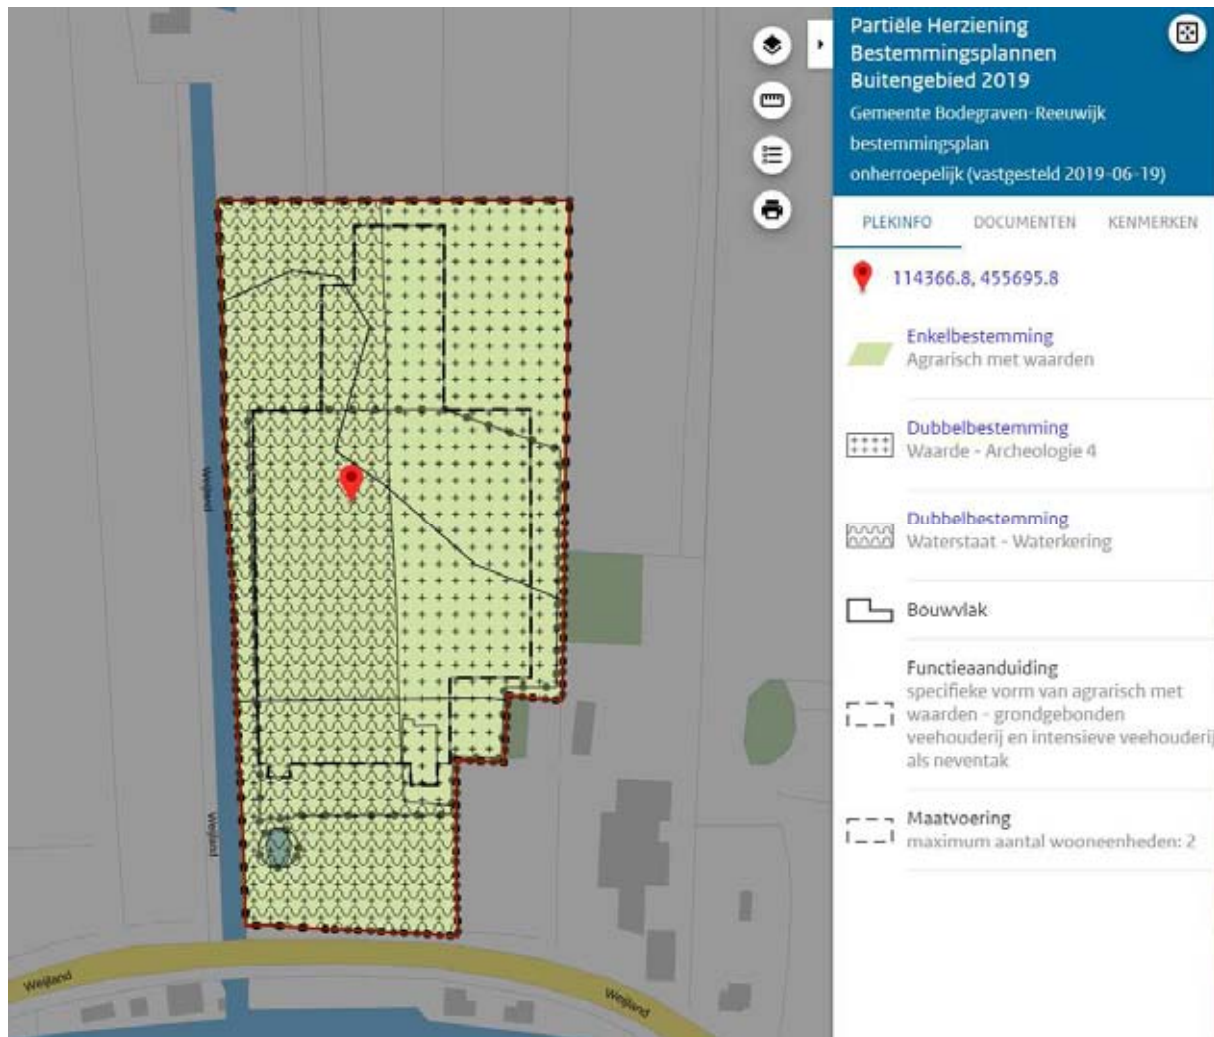 Partiële Herziening
Bestemmingsplannen
Buitengebied 2019
Gemeente Bodegraven-Reeuwijk
bestemmingsplan
onherroepelijk (vastgesteld 2019-06-19)
PLEKINFO DOCUMENTEN KENMERKEN
114366.8, 455695.8
Enkelbestemming
Agrarisch met waarden
Dubbelbestemming
Waarde - Archeologie 4
Dubbelbestemming
Waterstaat - Waterkering
Bouwvlak
Functieaanduiding
specifieke vorm van agrarisch met
waarden - grondgebonden
veehouderij en intensieve veehouderij
als neventak
Maatvoering
maximum aantal wooneenheden: 2
Weijland
Weijland
Weijland
Weijland